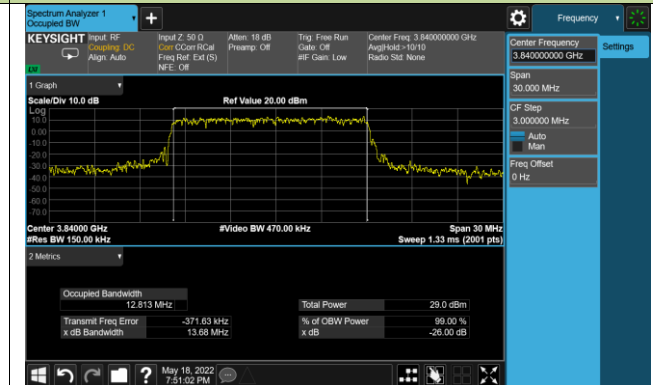 Spectrum Analyzer 1
Occupied BW
Frequency
KEYSIGHT
Input: RF
Coupling: DC
Align: Auto
Input Z: 50 Ω
Corr CCorr RCal
Freq Ref: Ext (S)
NFE: Off
Atten: 18 dB
Preamp: Off
Trig: Free Run
Gate: Off
#IF Gain: Low
Center Freq: 3.840000000 GHz
Avg|Hold:>10/10
Radio Std: None
Center Frequency
3.840000000 GHz
Settings
Span
30.000 MHz
CF Step
3.000000 MHz
Auto
Man
Freq Offset
0 Hz
1 Graph
Scale/Div 10.0 dB
Ref Value 20.00 dBm
Log
10.0
0.00
-10.0
-20.0
-30.0
-40.0
-50.0
-60.0
-70.0
Center 3.84000 GHz
#Video BW 470.00 kHz
Span 30 MHz
#Res BW 150.00 kHz
Sweep 1.33 ms (2001 pts)
2 Metrics
Occupied Bandwidth
12.813 MHz
Total Power
29.0 dBm
Transmit Freq Error
-371.63 kHz
% of OBW Power
99.00 %
x dB Bandwidth
13.68 MHz
x dB
-26.00 dB
May 18, 2022
7:51:02 PM